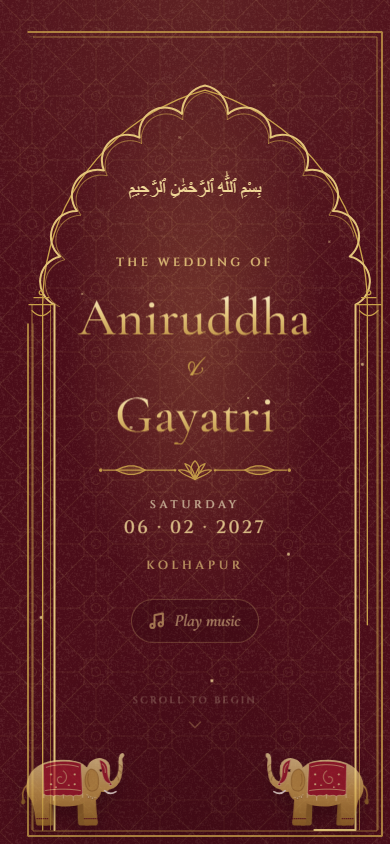 بِسْمِ ٱللَّٰهِ ٱلرَّحْمَٰنِ ٱلرَّحِيمِ
THE WEDDING OF
Aniruddha
&
Gayatri
SATURDAY
06 · 02 · 2027
KOLHAPUR
Play music
SCROLL TO BEGIN